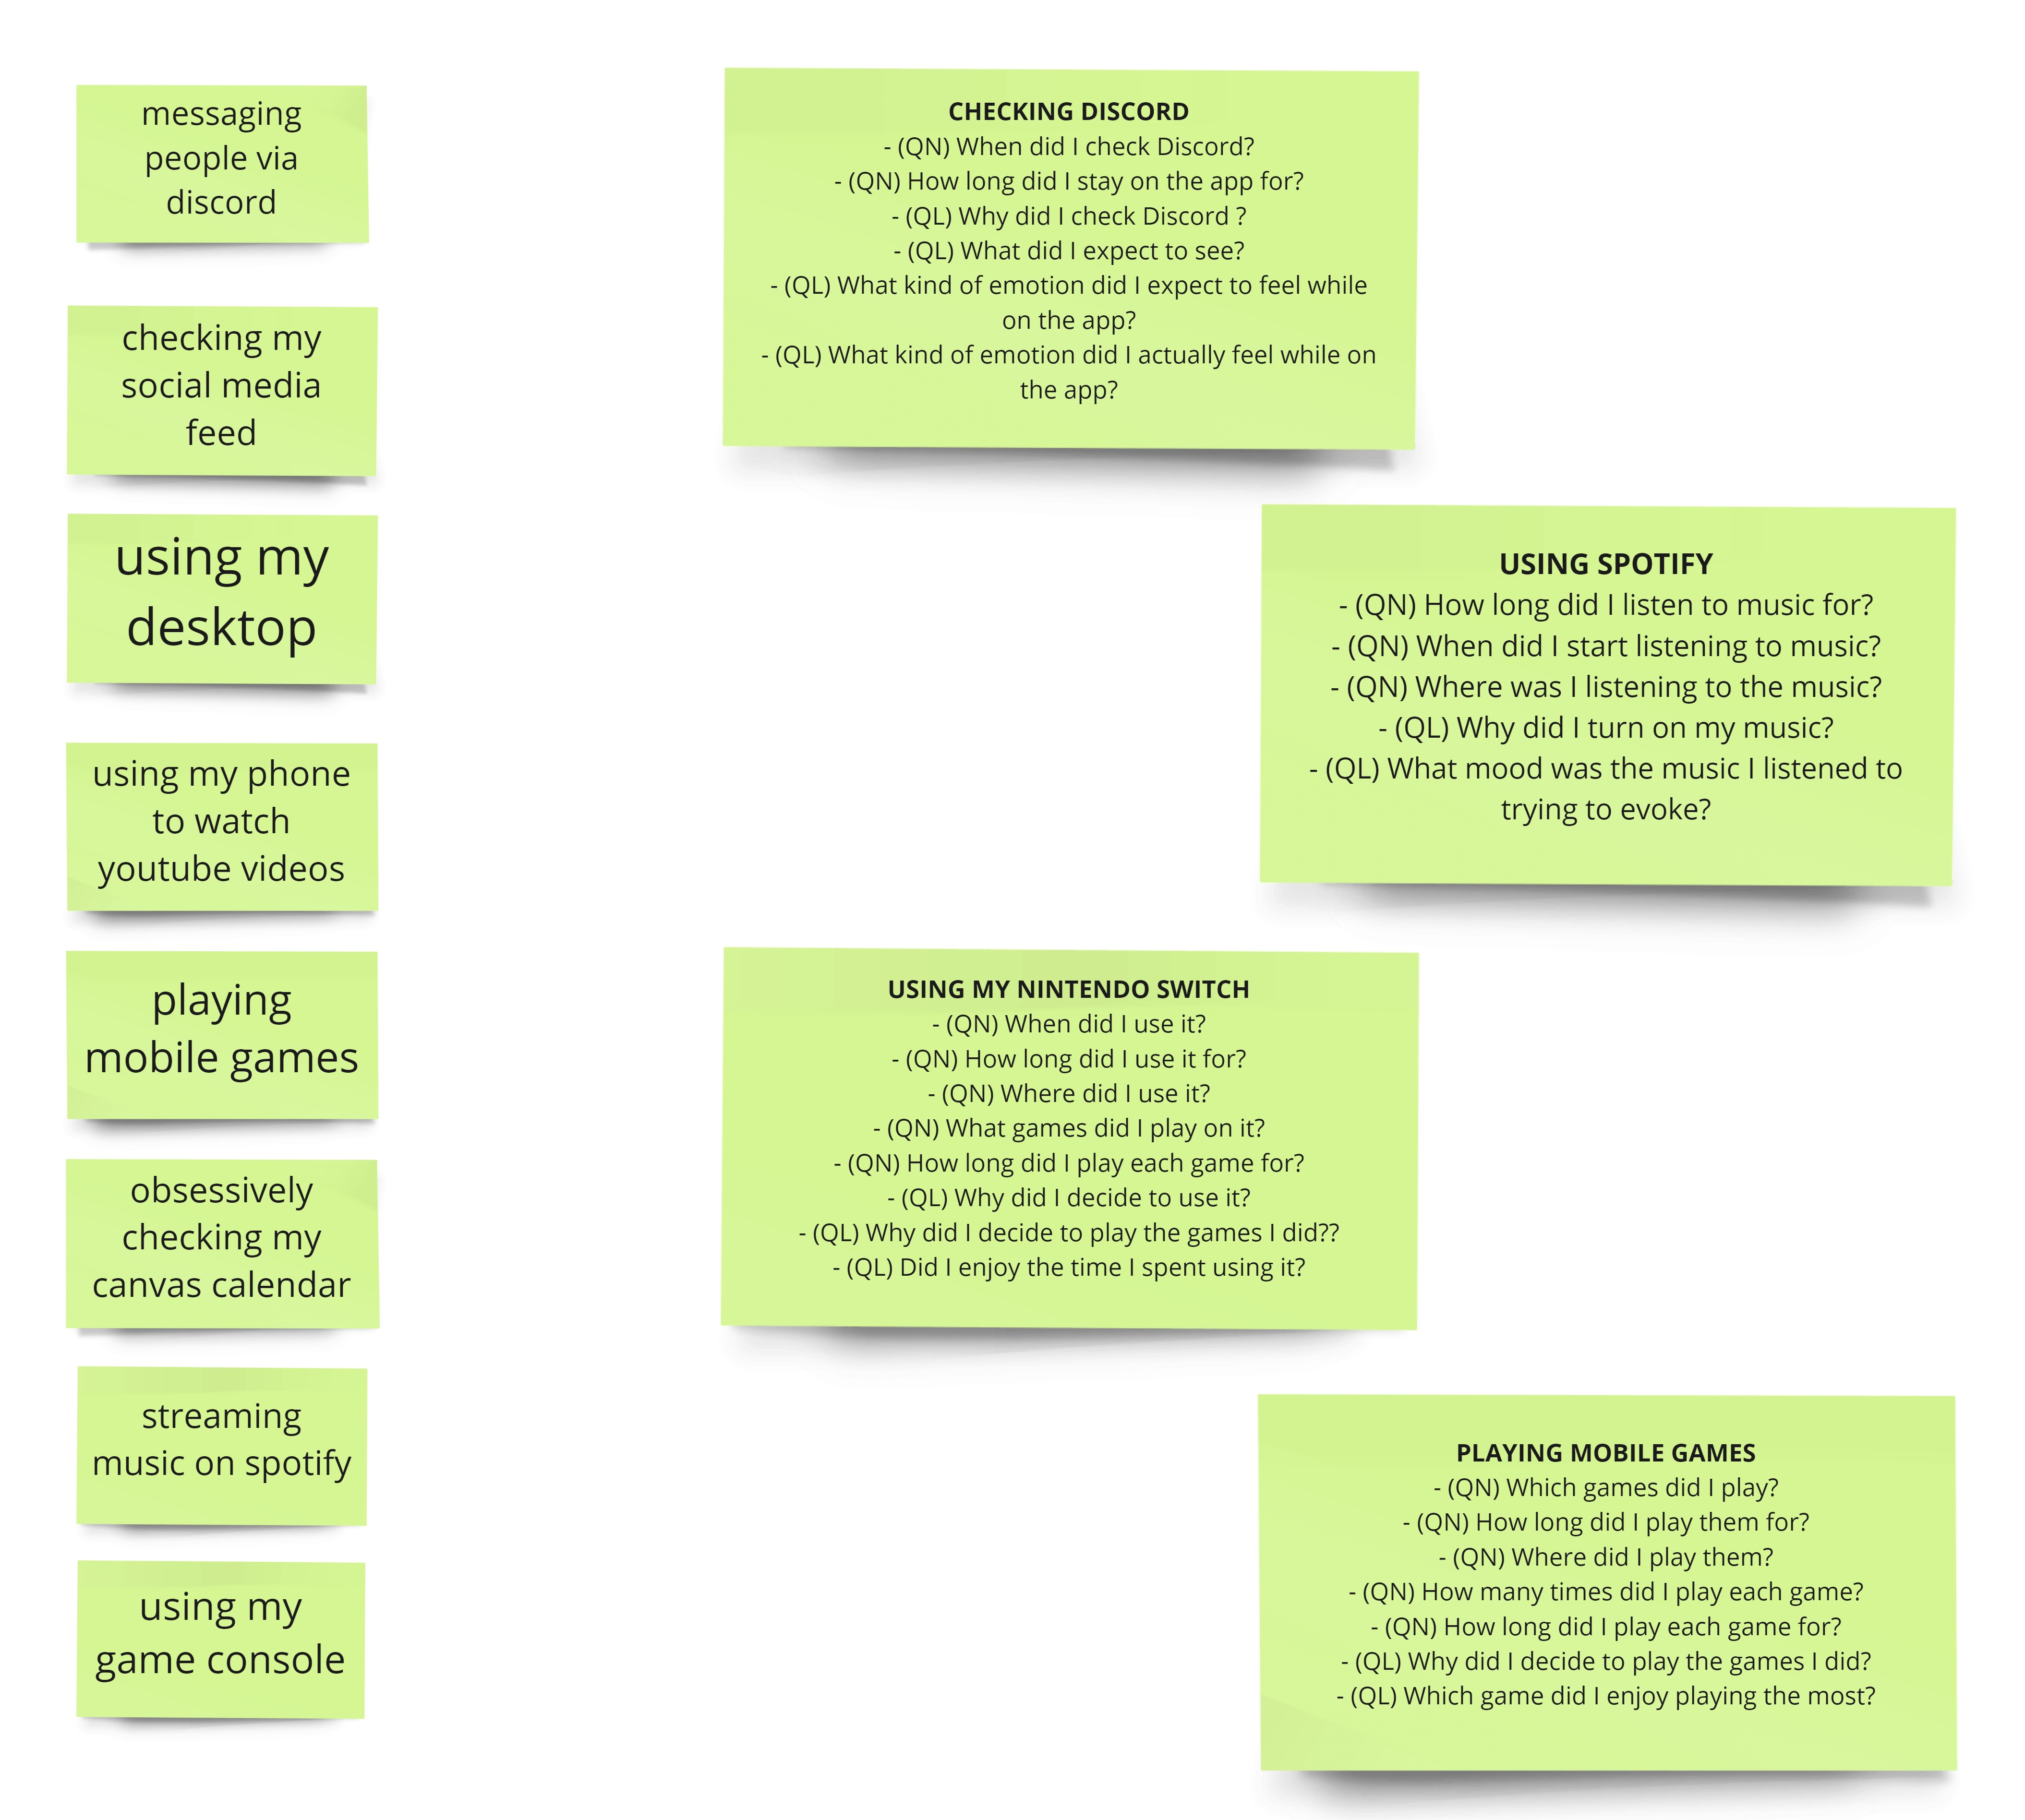 messaging
people via
discord
checking my
social media
feed
using my
desktop
using my phone
to watch
youtube videos
playing
mobile games
obsessively
checking my
canvas calendar
streaming
music on spotify
using my
game console
CHECKING DISCORD
- (QN) When did I check Discord?
- (QN) How long did I stay on the app for?
- (QL) Why did I check Discord ?
- (QL) What did I expect to see?
- (QL) What kind of emotion did I expect to feel while
on the app?
- (QL) What kind of emotion did I actually feel while on
the app?
USING SPOTIFY
- (QN) How long did I listen to music for?
- (QN) When did I start listening to music?
- (QN) Where was I listening to the music?
- (QL) Why did I turn on my music?
- (QL) What mood was the music I listened to
trying to evoke?
USING MY NINTENDO SWITCH
- (QN) When did I use it?
- (QN) How long did I use it for?
- (QN) Where did I use it?
- (QN) What games did I play on it?
- (QN) How long did I play each game for?
- (QL) Why did I decide to use it?
- (QL) Why did I decide to play the games I did??
- (QL) Did I enjoy the time I spent using it?
PLAYING MOBILE GAMES
- (QN) Which games did I play?
- (QN) How long did I play them for?
- (QN) Where did I play them?
- (QN) How many times did I play each game?
- (QN) How long did I play each game for?
- (QL) Why did I decide to play the games I did?
- (QL) Which game did I enjoy playing the most?